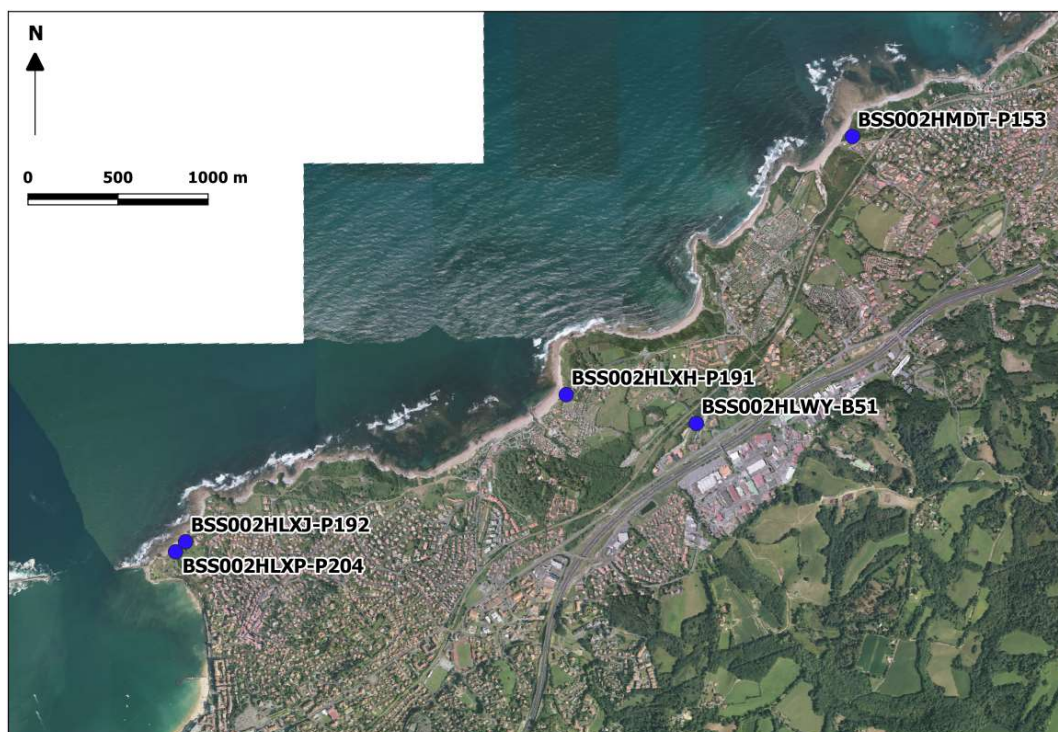 N
0 500 1000 m
BSS002HMDT-P153
BSS002HLXH-P191
BSS002HLWY-B51
BSS002HLXJ-P192
BSS002HLXP-P204